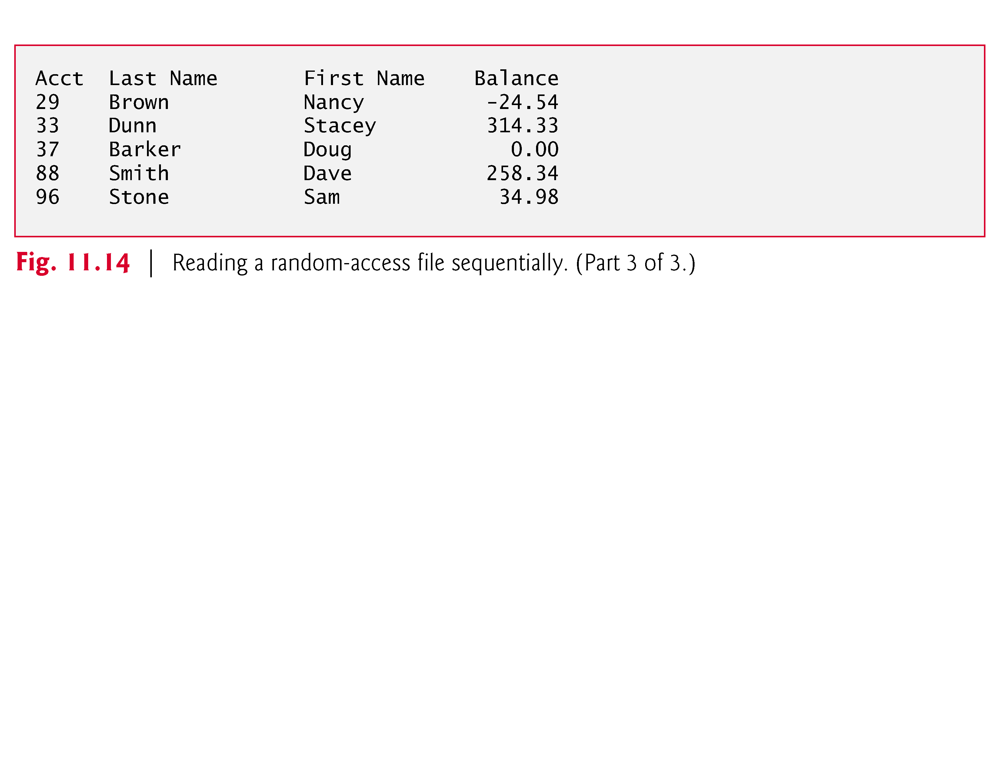 Acct  Last Name       First Name    Balance
29    Brown           Nancy          -24.54
33    Dunn            Stacey         314.33
37    Barker          Doug             0.00
88    Smith           Dave           258.34
96    Stone           Sam             34.98
Fig. 11.14 | Reading a random-access file sequentially. (Part 3 of 3.)